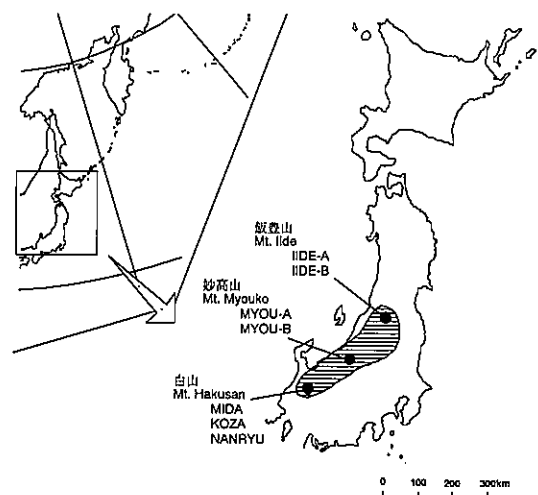 飯豊山
Mt. Iide
IIDE-A
IIDE-B
妙高山
Mt. Myouko
MYOU-A
MYOU-B
白山
Mt. Hakusan
MIDA
KOZA
NANRYU
0 100 200 300km